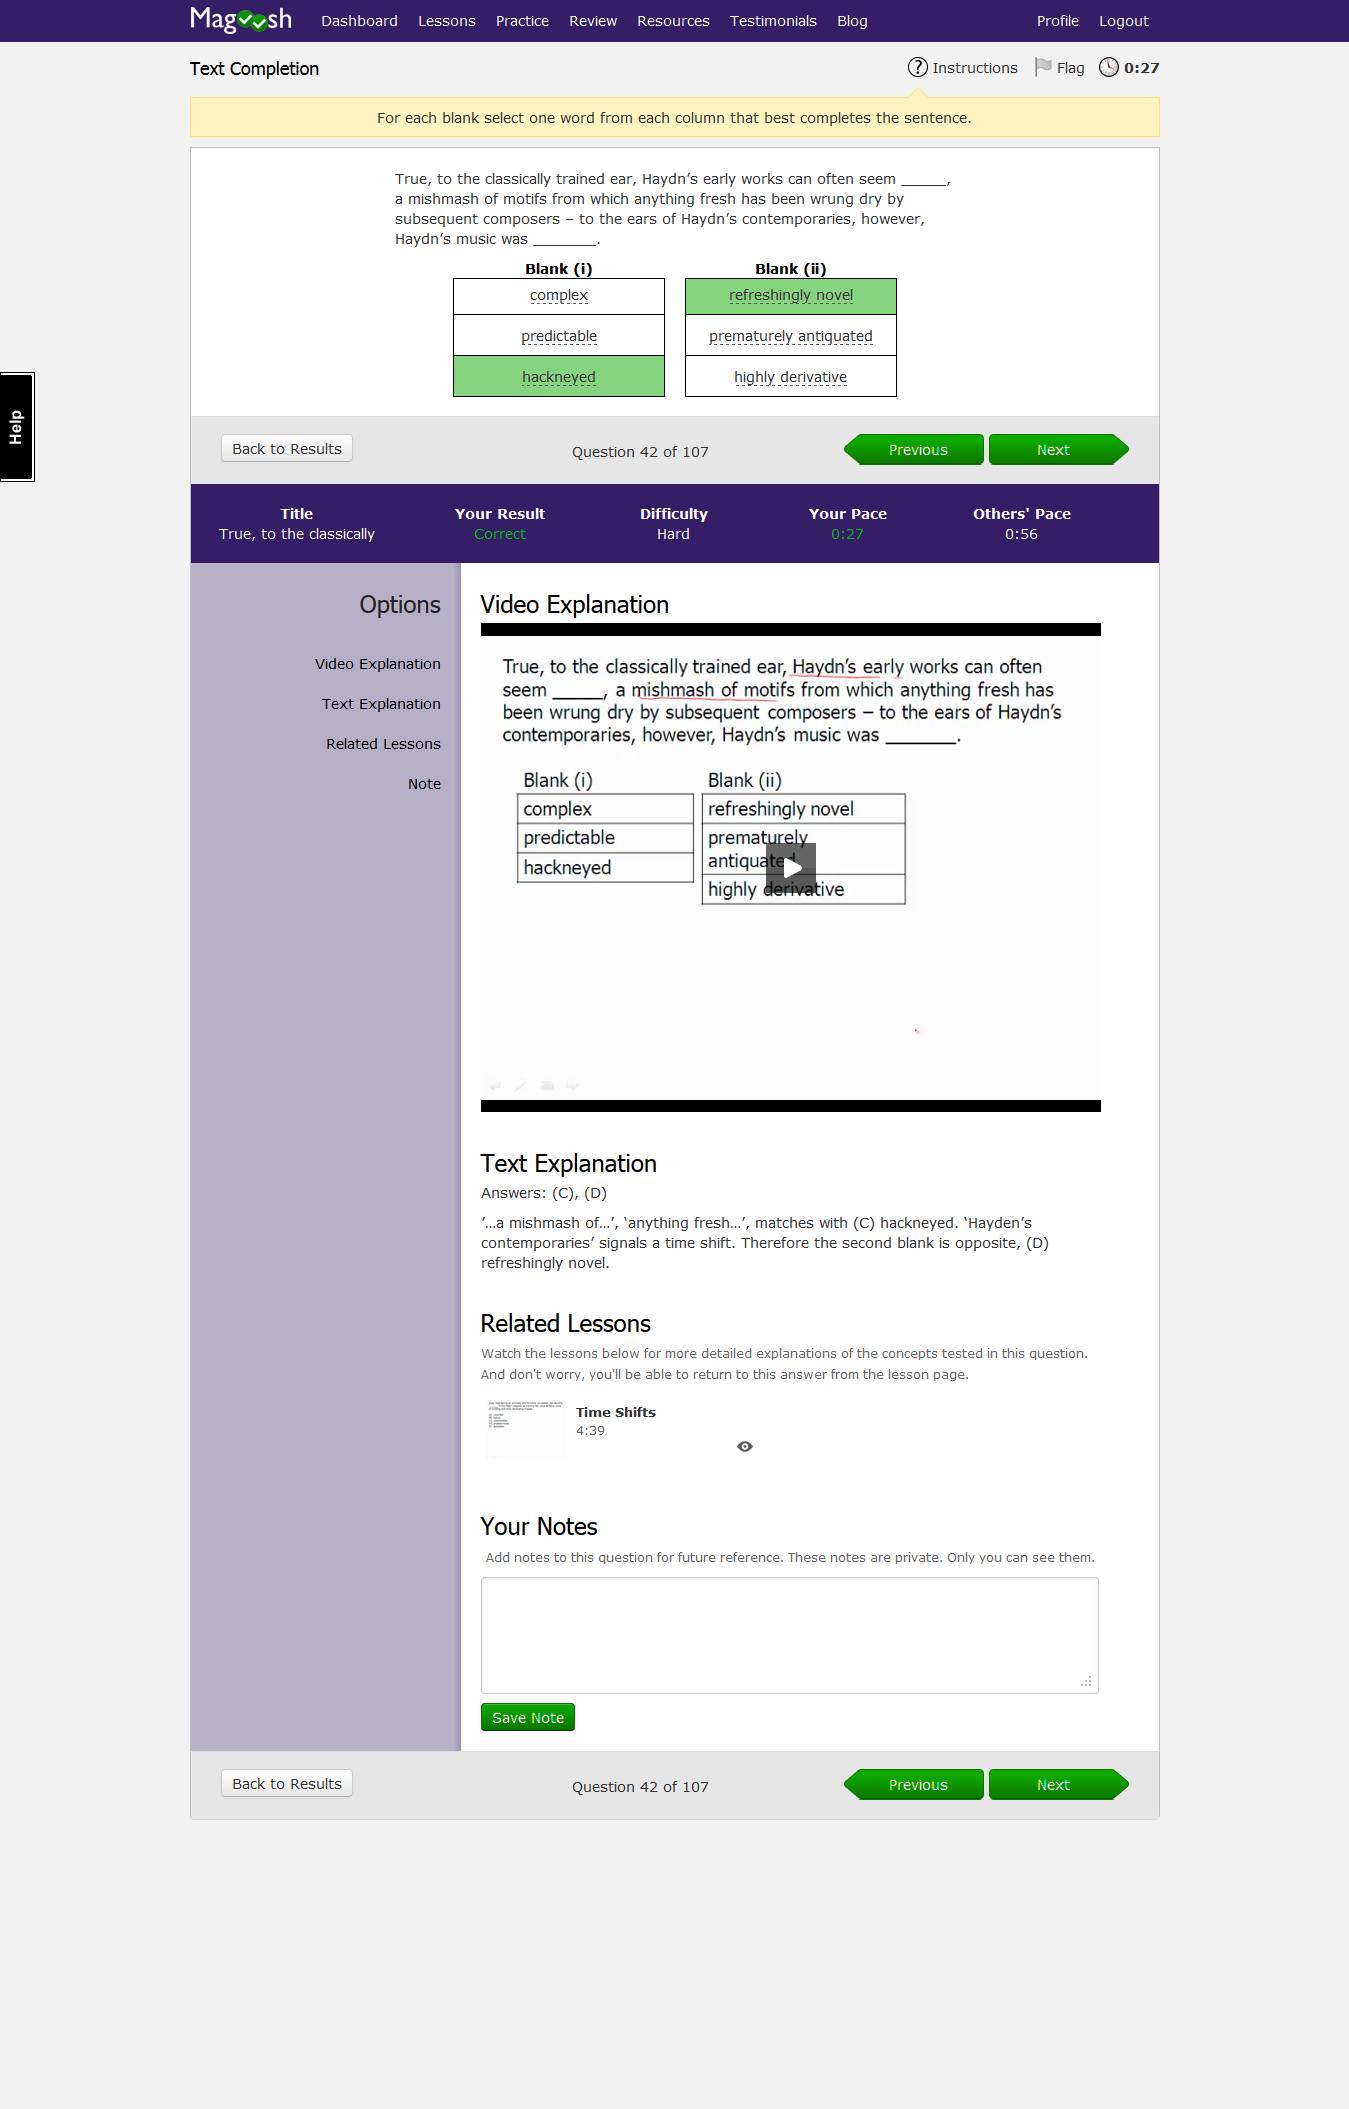 Magoosh Dashboard Lessons Practice Review Resources Testimonials Blog Profile Logout
Text Completion
? Instructions Flag 0:27
For each blank select one word from each column that best completes the sentence.
True, to the classically trained ear, Haydn’s early works can often seem _____,
a mishmash of motifs from which anything fresh has been wrung dry by
subsequent composers – to the ears of Haydn’s contemporaries, however,
Haydn’s music was _______.
Blank (i) Blank (ii)
complex refreshingly novel
predictable prematurely antiquated
hackneyed highly derivative
Help
Back to Results Question 42 of 107 Previous Next
Title Your Result Difficulty Your Pace Others' Pace
True, to the classically Correct Hard 0:27 0:56
Options
Video Explanation
Text Explanation
Related Lessons
Note
Video Explanation
True, to the classically trained ear, Haydn’s early works can often
seem _____, a mishmash of motifs from which anything fresh has
been wrung dry by subsequent composers – to the ears of Haydn’s
contemporaries, however, Haydn’s music was _______.
Blank (i) Blank (ii)
complex refreshingly novel
predictable prematurely
antiquated
hackneyed highly derivative
Text Explanation
Answers: (C), (D)
’...a mishmash of...’, ‘anything fresh...’, matches with (C) hackneyed. ‘Hayden’s
contemporaries’ signals a time shift. Therefore the second blank is opposite, (D)
refreshingly novel.
Related Lessons
Watch the lessons below for more detailed explanations of the concepts tested in this question.
And don't worry, you'll be able to return to this answer from the lesson page.
Time Shifts
4:39
Your Notes
Add notes to this question for future reference. These notes are private. Only you can see them.
Save Note
Back to Results Question 42 of 107 Previous Next